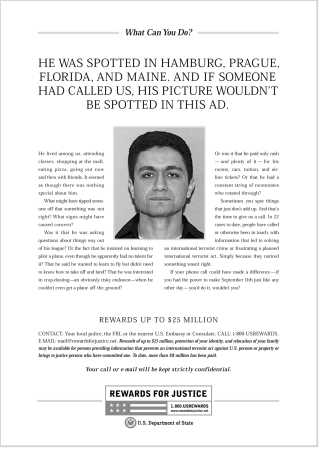 What Can You Do?
HE WAS SPOTTED IN HAMBURG, PRAGUE,
FLORIDA, AND MAINE. AND IF SOMEONE
HAD CALLED US, HIS PICTURE WOULDN'T
BE SPOTTED IN THIS AD.
He lived among us, attending
classes, shopping at the mall,
eating pizza, going out now
and then with friends. It seemed
as though there was nothing
special about him.
What might have tipped some-
one off that something was not
right? What signs might have
caused concern?
Was it that he was asking
questions about things way out
of his league? Or the fact that he insisted on learning to
pilot a plane, even though he apparently had no talent for
it? That he said he wanted to learn to fly but didn't need
to know how to take off and land? That he was interested
in crop dusting—an obviously risky endeavor—when he
couldn't even get a plane off the ground?
Or was it that he paid only cash
— and plenty of it — for his
rooms, cars, tuition, and air-
line tickets? Or that he had a
constant string of roommates
who rotated through?
Sometimes you spot things
that just don't add up. And that's
the time to give us a call. In 22
cases to date, people have called
or otherwise been in touch with
information that led to solving
an international terrorist crime or frustrating a planned
international terrorist act. Simply because they noticed
something wasn't right.
If your phone call could have made a difference—if
you had the power to make September 11th just like any
other day — you'd do it, wouldn't you?
REWARDS UP TO $25 MILLION
CONTACT: Your local police, the FBI, or the nearest U.S. Embassy or Consulate. CALL: 1-800-USREWARDS.
E-MAIL: mail@rewardsforjustice.net. Rewards of up to $25 million, protection of your identity, and relocation of your family
may be available for persons providing information that prevents an international terrorist act against U.S. persons or property or
brings to justice persons who have committed one. To date, more than $8 million has been paid.
Your call or e-mail will be kept strictly confidential.
REWARDS FOR JUSTICE
1.800.USREWARDS
www.rewardsforjustice.net
U.S. Department of State